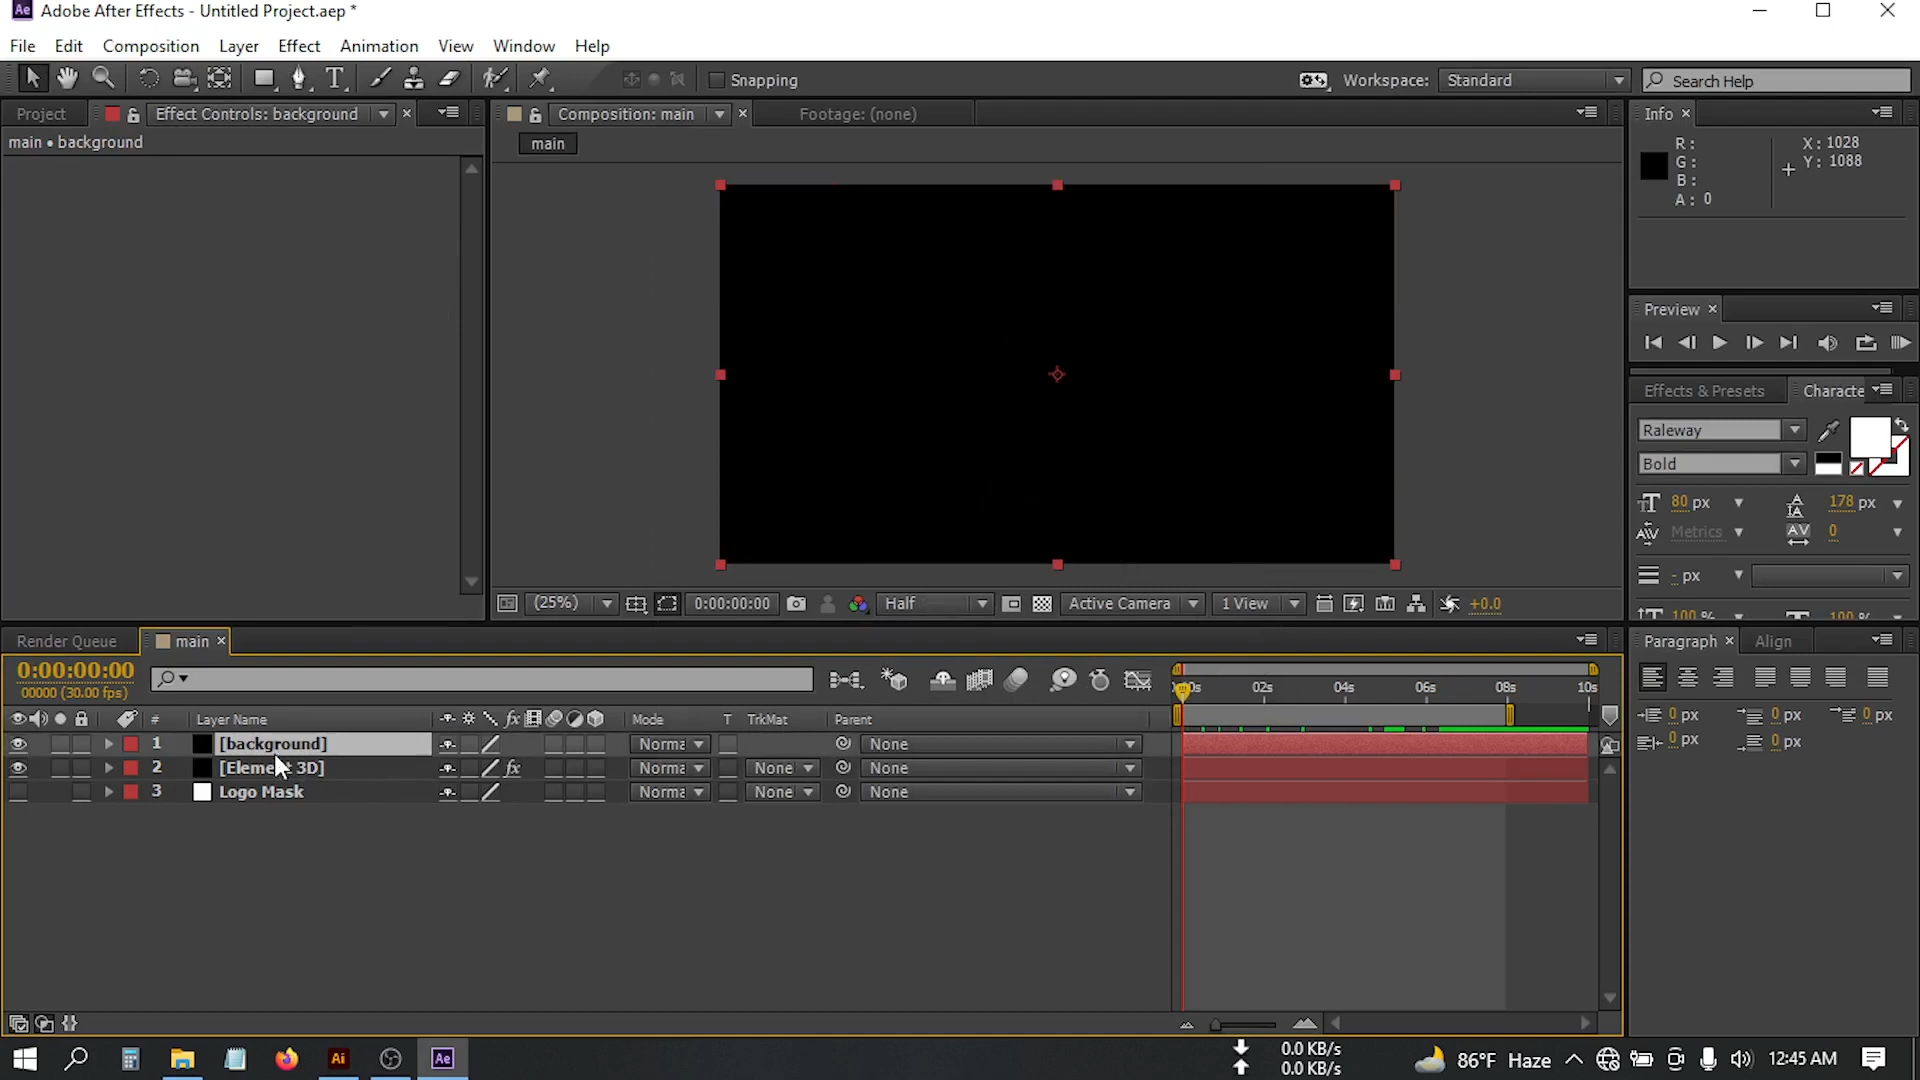 Ae Adobe After Effects - Untitled Project.aep *
File Edit Composition Layer Effect Animation View Window Help
T Snapping Workspace: Standard Search Help
Project Effect Controls: background × Composition: main × Footage: (none) Info ×
main • background main
R: X: 1028
G: Y: 1088
B:
A: 0
Preview ×
Effects & Presets Characte
Raleway
Bold
80 px 178 px
Metrics 0
- px
100 % 100 %
(25%) 0:00:00:00 Half Active Camera 1 View +0.0
Render Queue main × Paragraph × Align
0:00:00:00
00000 (30.00 fps)
02s 04s 06s 08s 10s
# Layer Name fx Mode T TrkMat Parent
1 [background] Norma None
2 [Element 3D] fx Norma None None
3 Logo Mask Norma None None
0 px 0 px 0 px
0 px 0 px
Ai Ae
0.0 KB/s
0.0 KB/s
86°F Haze 12:45 AM